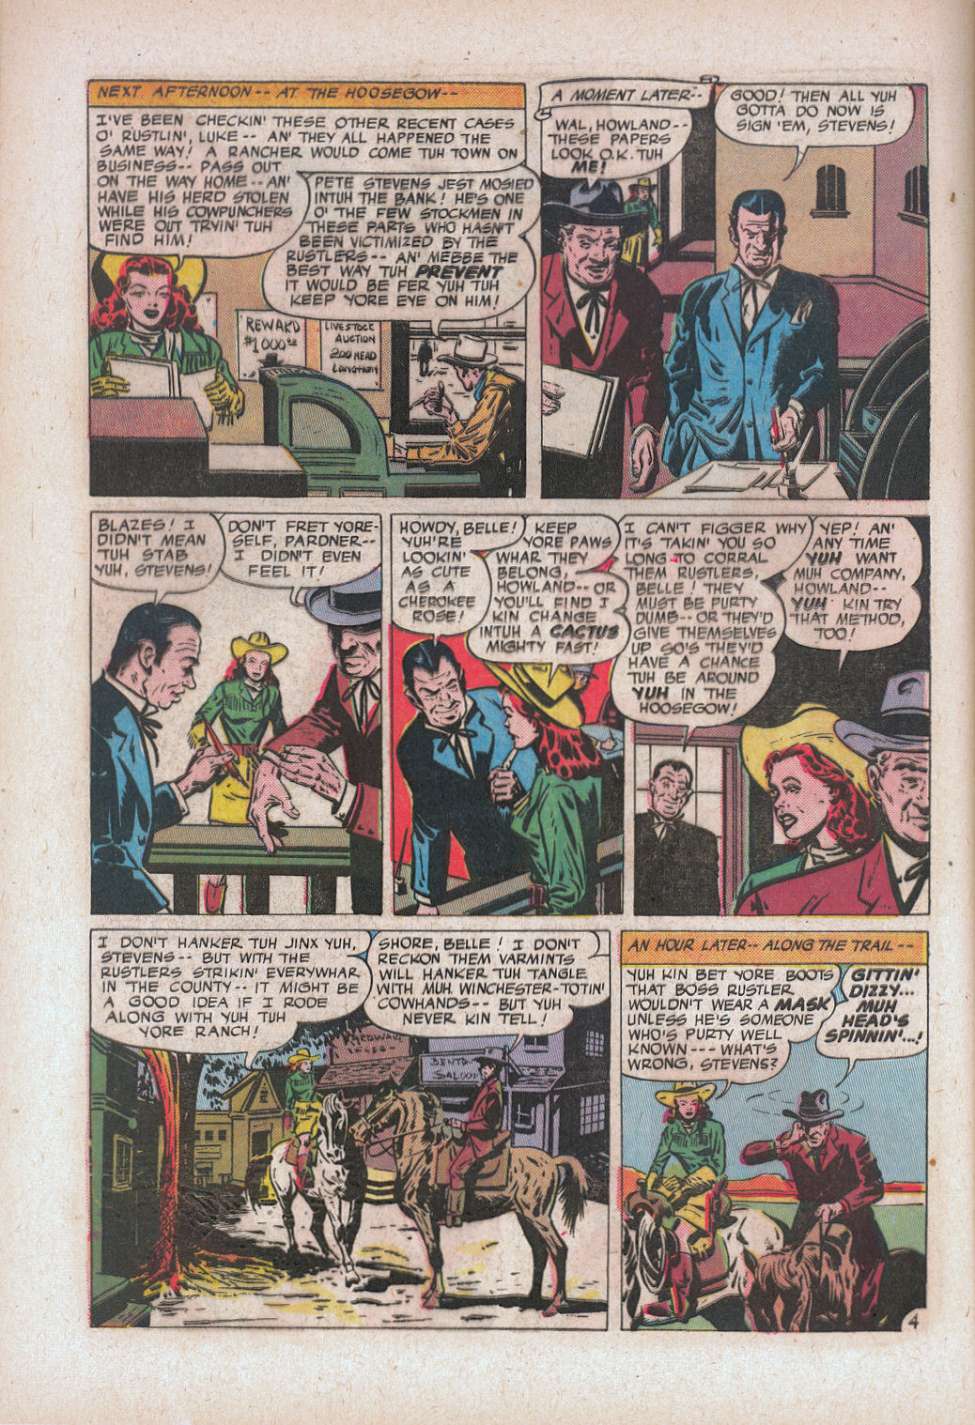 NEXT AFTERNOON-- AT THE HOOSEGOW--
I'VE BEEN CHECKIN' THESE OTHER RECENT CASES
O' RUSTLIN', LUKE-- AN' THEY ALL HAPPENED THE
SAME WAY! A RANCHER WOULD COME TUH TOWN ON
BUSINESS-- PASS OUT
ON THE WAY HOME-- AN'
HAVE HIS HERD STOLEN
WHILE HIS COWPUNCHERS
WERE OUT TRYIN' TUH
FIND HIM!
PETE STEVENS JEST MOSIED
INTUH THE BANK! HE'S ONE
O' THE FEW STOCKMEN IN
THESE PARTS WHO HASN'T
BEEN VICTIMIZED BY THE
RUSTLERS-- AN' MEBBE THE
BEST WAY TUH PREVENT
IT WOULD BE FER YUH TUH
KEEP YORE EYE ON HIM!
REWARD
$1000
LIVESTOCK
AUCTION
200 HEAD
LONGHORN
A MOMENT LATER--
WAL, HOWLAND--
THESE PAPERS
LOOK O.K. TUH
ME!
GOOD! THEN ALL YUH
GOTTA DO NOW IS
SIGN 'EM, STEVENS!
BLAZES! I
DIDN'T MEAN
TUH STAB
YUH, STEVENS!
DON'T FRET YORE-
SELF, PARDNER--
I DIDN'T EVEN
FEEL IT!
HOWDY, BELLE!
YUH'RE
LOOKIN'
AS CUTE
AS A
CHEROKEE
ROSE!
KEEP
YORE PAWS
WHAR THEY
BELONG,
HOWLAND-- OR
YOU'LL FIND I
KIN CHANGE
INTUH A CACTUS
MIGHTY FAST!
I CAN'T FIGGER WHY
IT'S TAKIN' YOU SO
LONG TO CORRAL
THEM RUSTLERS,
BELLE! THEY
MUST BE PURTY
DUMB-- OR THEY'D
GIVE THEMSELVES
UP SO'S THEY'D
HAVE A CHANCE
TUH BE AROUND
YUH IN THE
HOOSEGOW!
YEP! AN'
ANY TIME
YUH WANT
MUH COMPANY,
HOWLAND--
YUH KIN TRY
THAT METHOD,
TOO!
I DON'T HANKER TUH JINX YUH,
STEVENS-- BUT WITH THE
RUSTLERS STRIKIN' EVERYWHAR
IN THE COUNTY-- IT MIGHT BE
A GOOD IDEA IF I RODE
ALONG WITH YUH TUH
YORE RANCH!
SHORE, BELLE! I DON'T
RECKON THEM VARMINTS
WILL HANKER TUH TANGLE
WITH MUH WINCHESTER-TOTIN'
COWHANDS-- BUT YUH
NEVER KIN TELL!
SALOON
AN HOUR LATER-- ALONG THE TRAIL--
YUH KIN BET YORE BOOTS
THAT BOSS RUSTLER
WOULDN'T WEAR A MASK
UNLESS HE'S SOMEONE
WHO'S PURTY WELL
KNOWN--- WHAT'S
WRONG, STEVENS?
GITTIN'
DIZZY...
MUH
HEAD'S
SPINNIN'...!
4